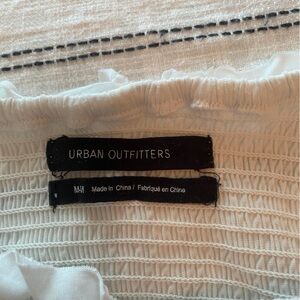 URBAN OUTFITTERS
Made in China / Fabriqué en Chine